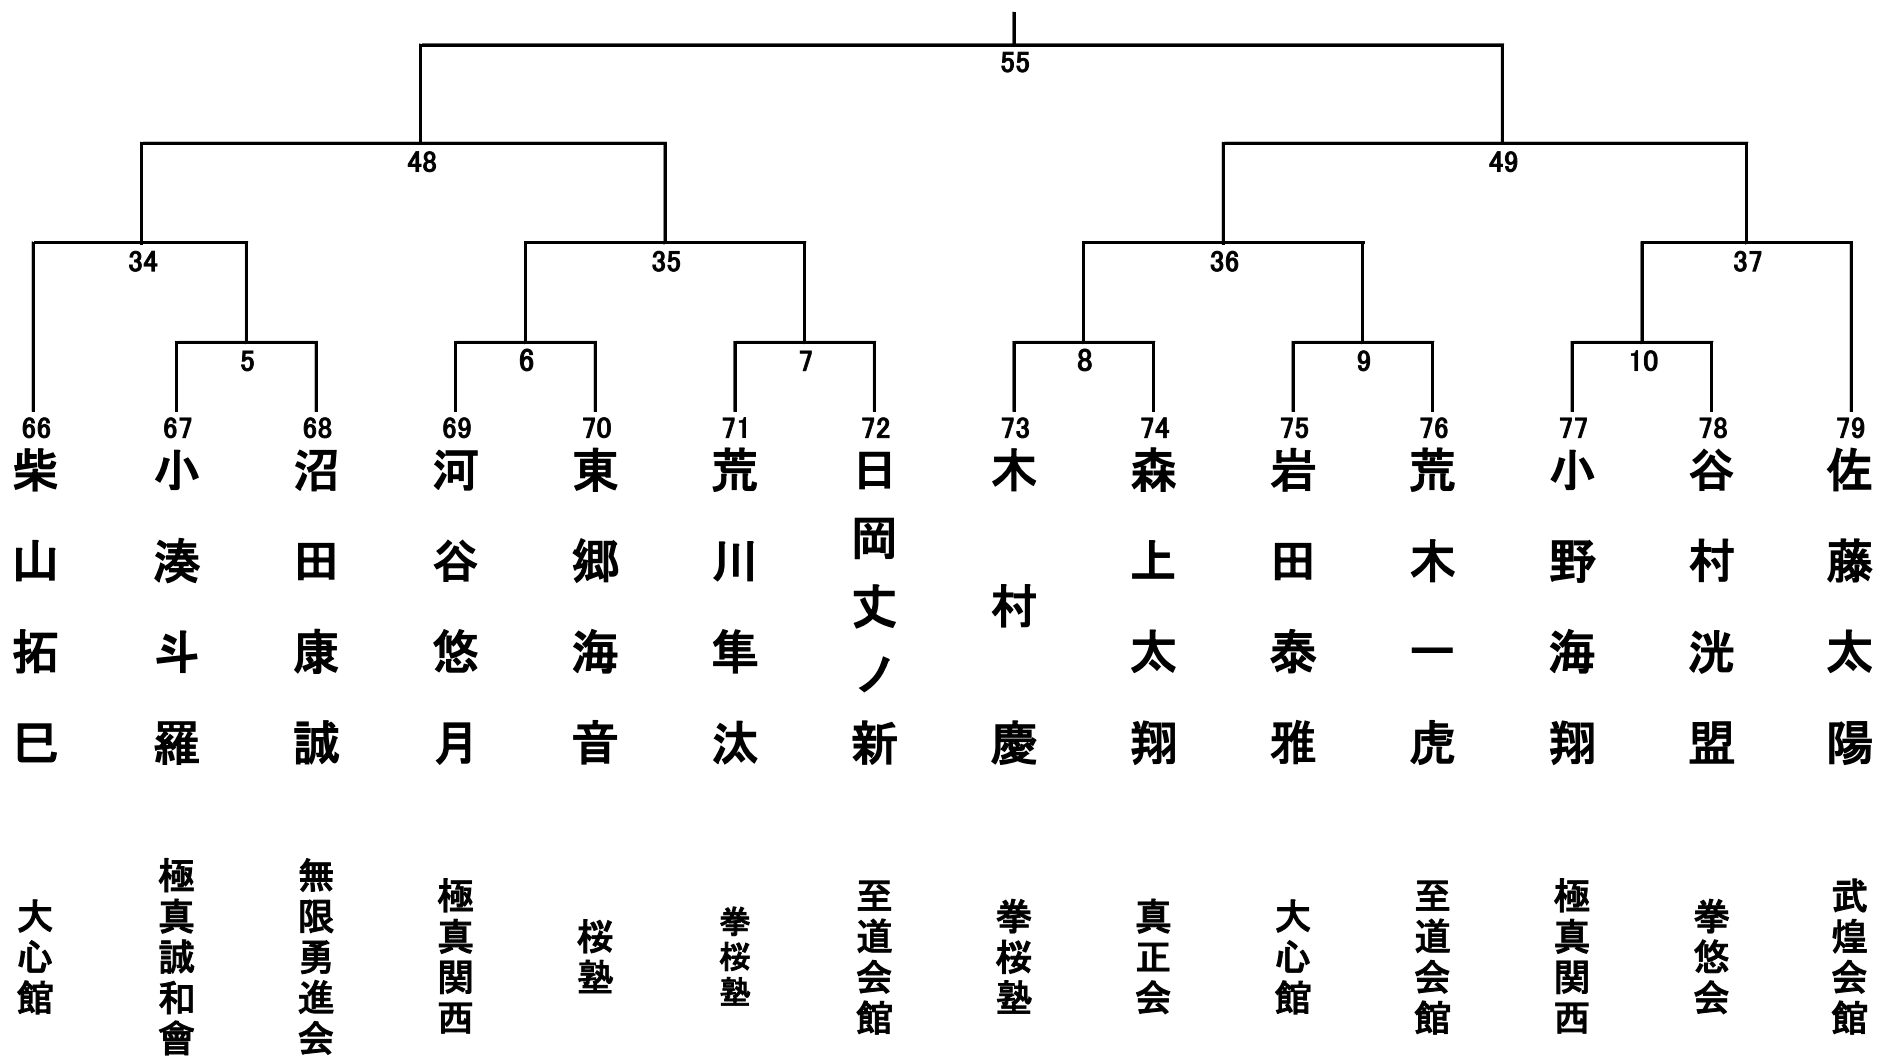 55
48 49
34 35 36 37
5 6 7 8 9 10
66 67 68 69 70 71 72 73 74 75 76 77 78 79
柴山拓巳
小湊斗羅
沼田康誠
河谷悠月
東郷海音
荒川隼汰
日岡丈ノ新
木村慶
森上太翔
岩田泰雅
荒木一虎
小野海翔
谷村洸盟
佐藤太陽
大心館
極真誠和會
無限勇進会
極真関西
桜塾
拳桜塾
至道会館
拳桜塾
真正会
大心館
至道会館
極真関西
拳悠会
武煌会館